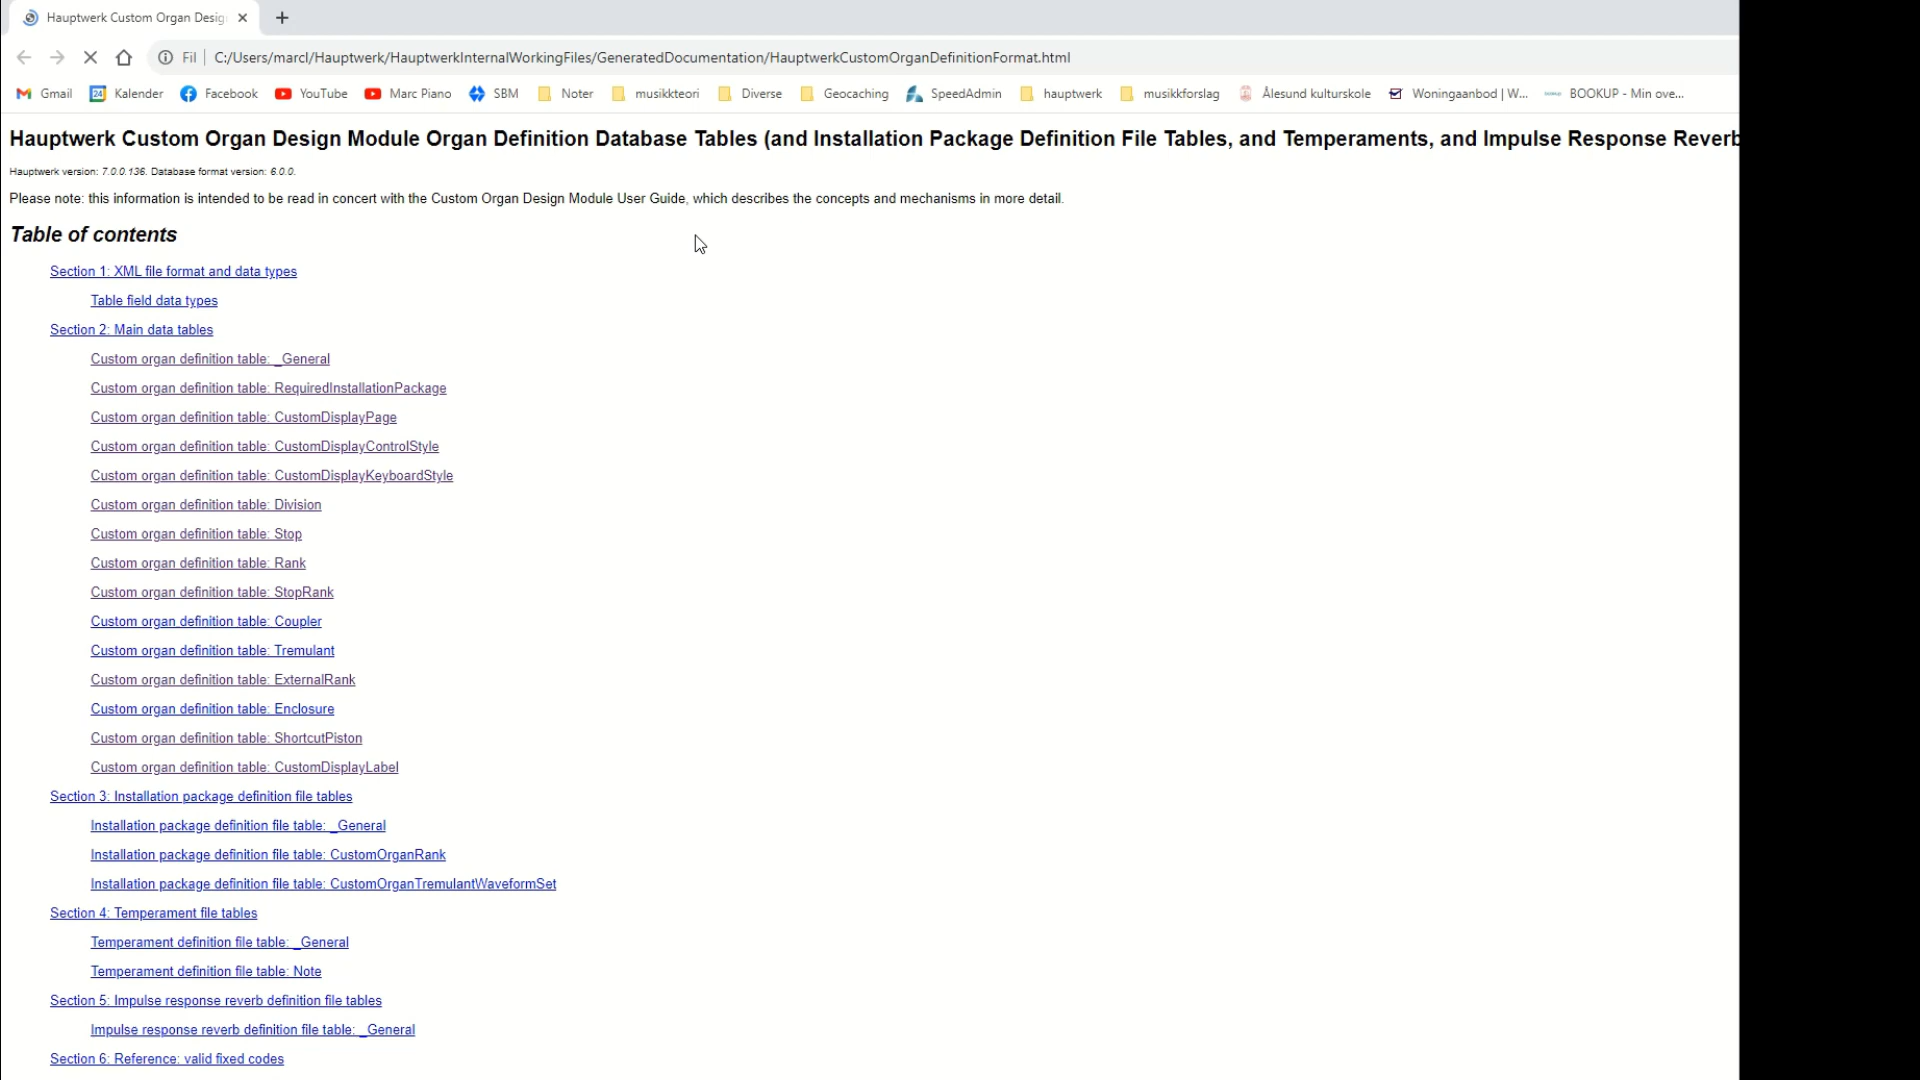 Hauptwerk Custom Organ Desig
Fil C:/Users/marcl/Hauptwerk/HauptwerkInternalWorkingFiles/GeneratedDocumentation/HauptwerkCustomOrganDefinitionFormat.html
Gmail 24 Kalender Facebook YouTube Marc Piano SBM Noter musikkteori Diverse Geocaching SpeedAdmin hauptwerk musikkforslag Ålesund kulturskole Woningaanbod | W... BOOKUP - Min ove...
Hauptwerk Custom Organ Design Module Organ Definition Database Tables (and Installation Package Definition File Tables, and Temperaments, and Impulse Response Reverb
Hauptwerk version: 7.0.0.136. Database format version: 6.0.0.
Please note: this information is intended to be read in concert with the Custom Organ Design Module User Guide, which describes the concepts and mechanisms in more detail.
Table of contents
Section 1: XML file format and data types
Table field data types
Section 2: Main data tables
Custom organ definition table: _General
Custom organ definition table: RequiredInstallationPackage
Custom organ definition table: CustomDisplayPage
Custom organ definition table: CustomDisplayControlStyle
Custom organ definition table: CustomDisplayKeyboardStyle
Custom organ definition table: Division
Custom organ definition table: Stop
Custom organ definition table: Rank
Custom organ definition table: StopRank
Custom organ definition table: Coupler
Custom organ definition table: Tremulant
Custom organ definition table: ExternalRank
Custom organ definition table: Enclosure
Custom organ definition table: ShortcutPiston
Custom organ definition table: CustomDisplayLabel
Section 3: Installation package definition file tables
Installation package definition file table: _General
Installation package definition file table: CustomOrganRank
Installation package definition file table: CustomOrganTremulantWaveformSet
Section 4: Temperament file tables
Temperament definition file table: _General
Temperament definition file table: Note
Section 5: Impulse response reverb definition file tables
Impulse response reverb definition file table: _General
Section 6: Reference: valid fixed codes